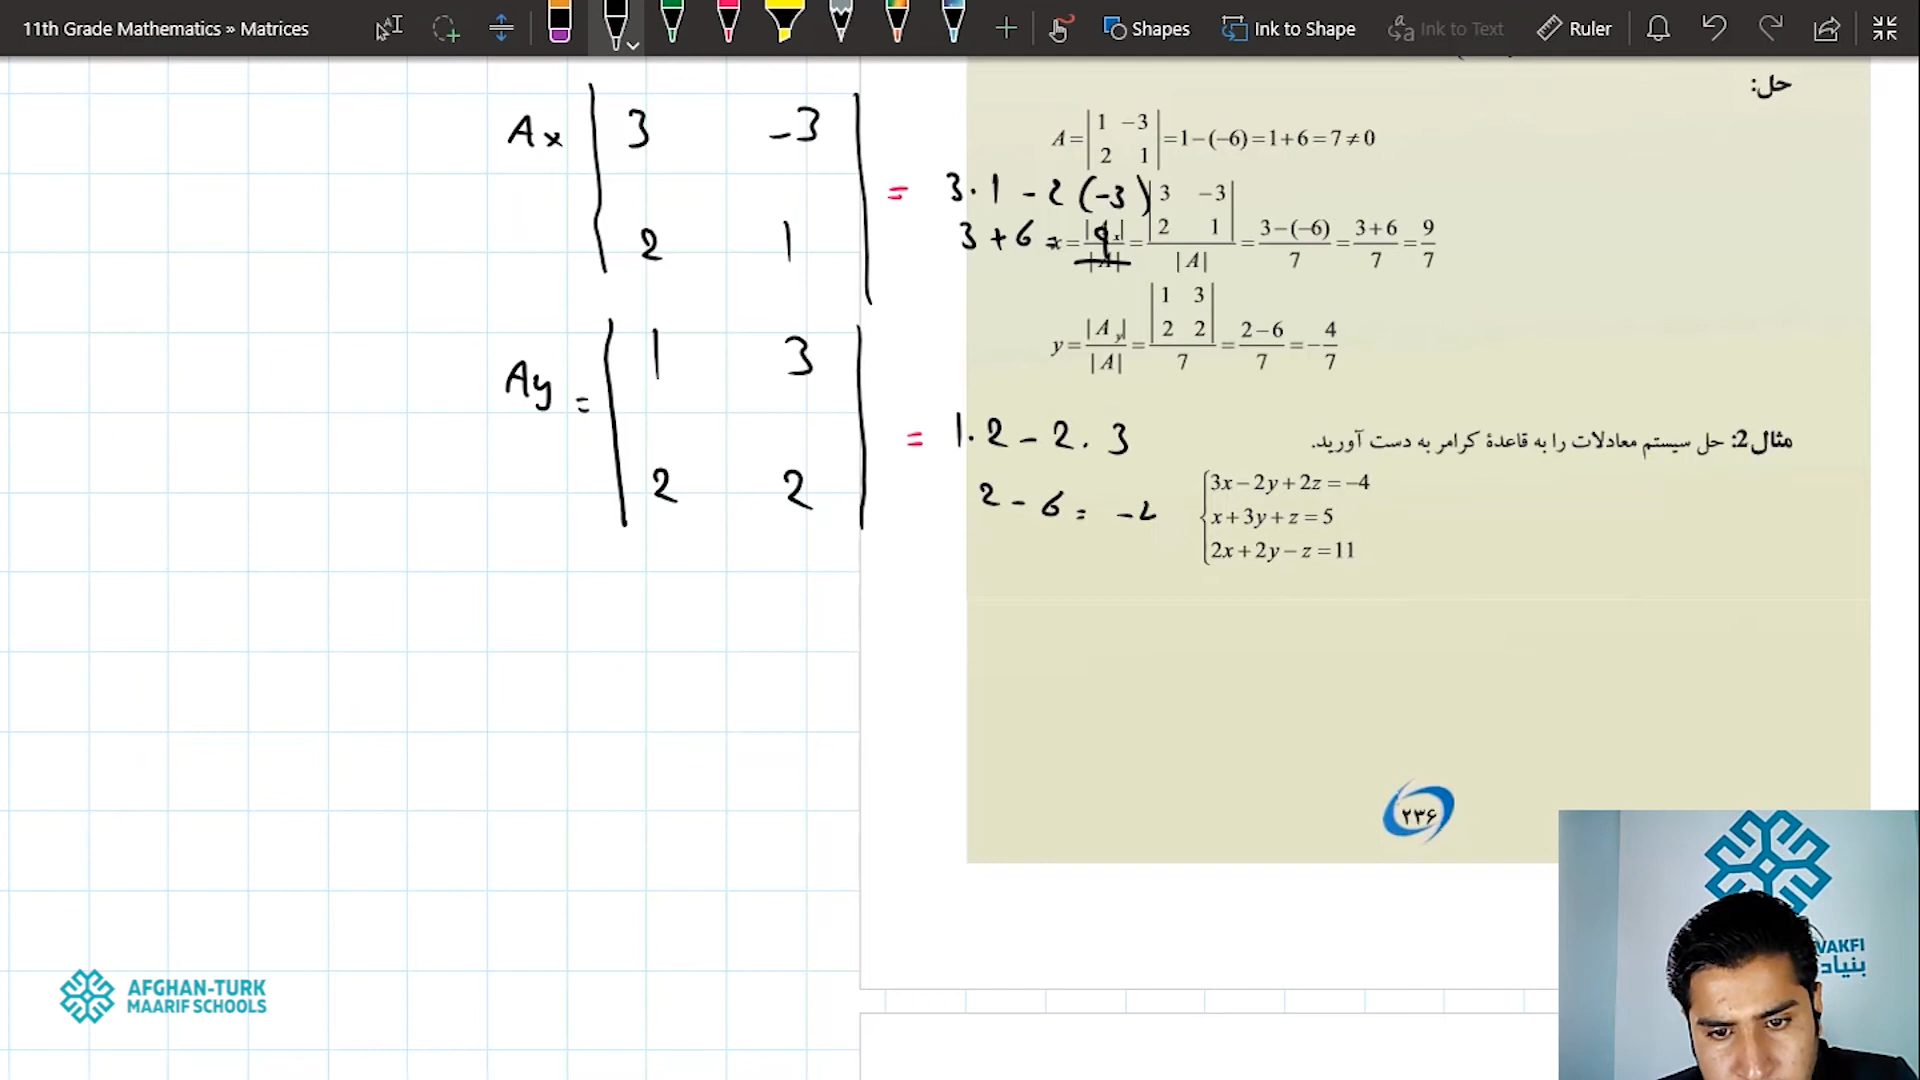 11th Grade Mathematics » Matrices
Shapes
Ink to Shape
Ink to Text
Ruler
Ax | 3 -3 |
| 2 1 |
= 3·1 - 2(-3)
3 + 6 = 9
Ay = | 1 3 |
| 2 2 |
= 1·2 - 2·3
2 - 6 = -2
حل:
A = | 1 −3 | = 1−(−6) = 1+6 = 7 ≠ 0
| 2 1 |
x = |Aₓ| / |A| = | 3 −3 ; 2 1 | / |A| = 3−(−6) / 7 = 3+6 / 7 = 9 / 7
y = |A y| / |A| = | 1 3 ; 2 2 | / 7 = 2−6 / 7 = −4 / 7
مثال 2: حل سیستم معادلات را به قاعدۀ کرامر به دست آورید.
3x − 2y + 2z = −4
x + 3y + z = 5
2x + 2y − z = 11
۲۳۶
AFGHAN-TURK
MAARIF SCHOOLS
VAKFI
بنیاد